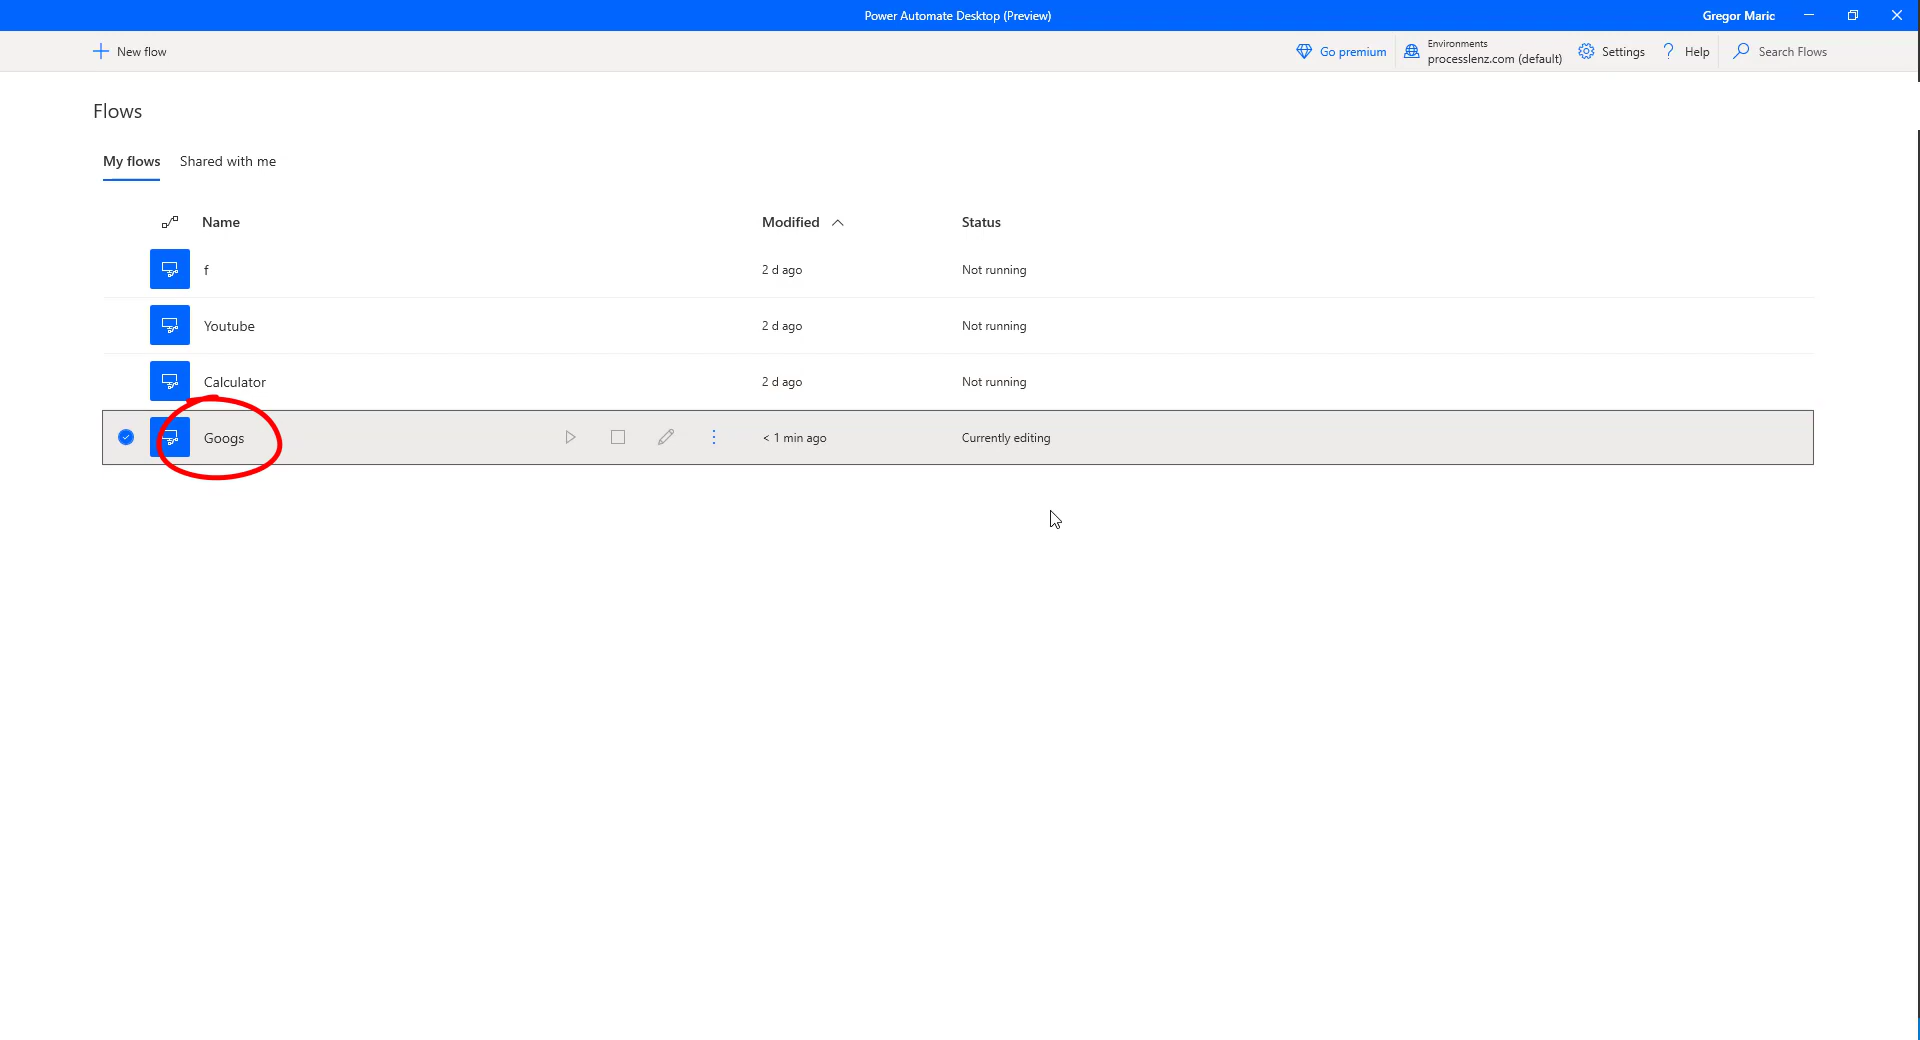 Power Automate Desktop (Preview)
Gregor Maric
New flow
Go premium
Environments
processlenz.com (default)
Settings
Help
Search Flows
Flows
My flows Shared with me
Name Modified Status
f 2 d ago Not running
Youtube 2 d ago Not running
Calculator 2 d ago Not running
Googs < 1 min ago Currently editing